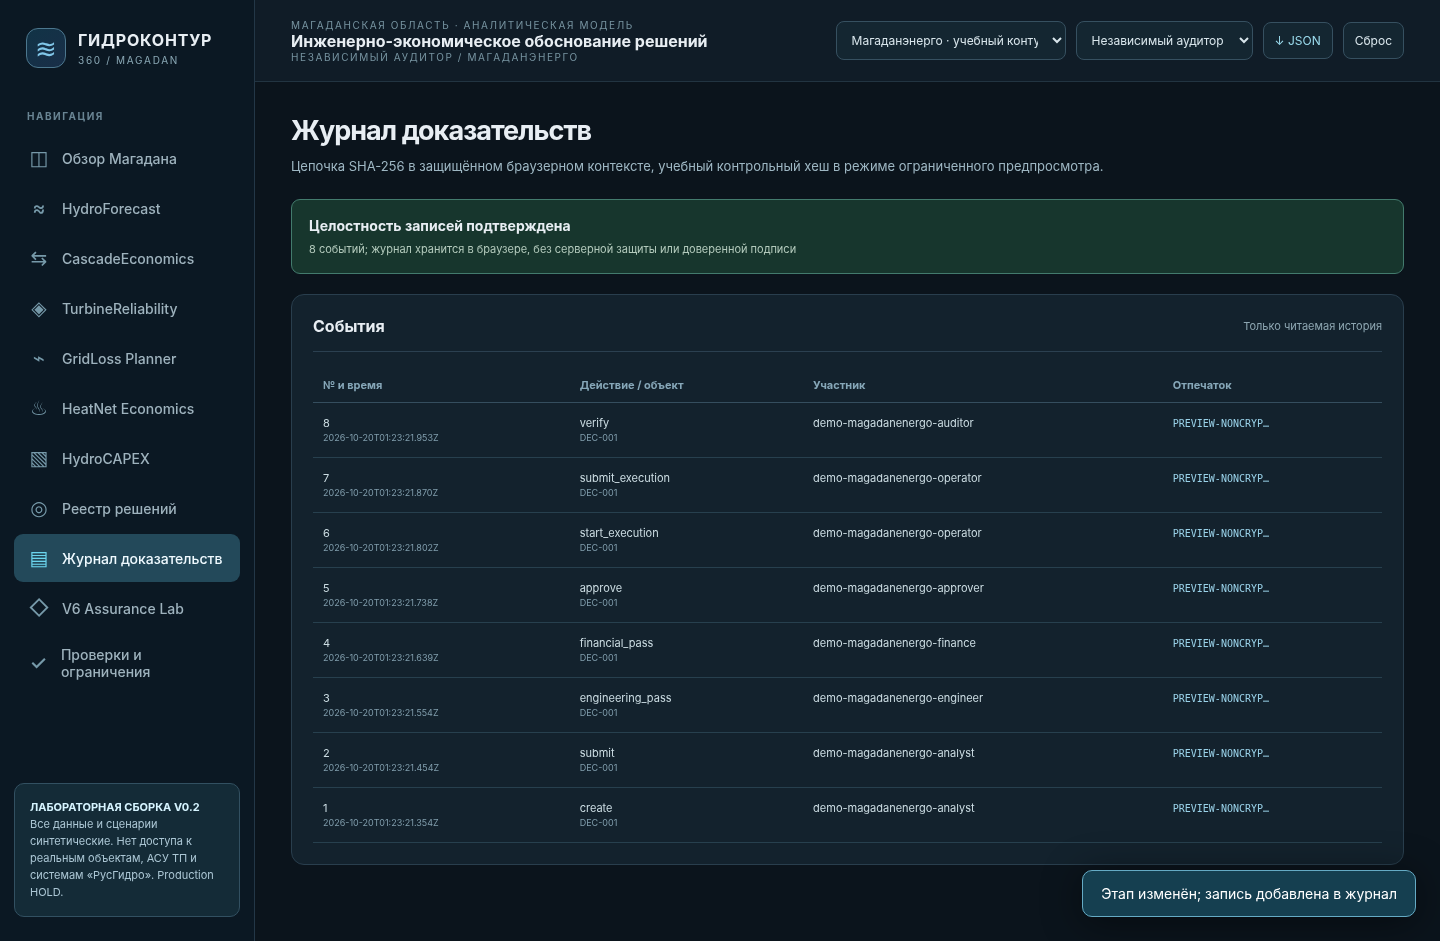 ГИДРОКОНТУР
360 / MAGADAN
НАВИГАЦИЯ
Обзор Магадана
HydroForecast
CascadeEconomics
TurbineReliability
GridLoss Planner
HeatNet Economics
HydroCAPEX
Реестр решений
Журнал доказательств
V6 Assurance Lab
Проверки и
ограничения
ЛАБОРАТОРНАЯ СБОРКА V0.2
Все данные и сценарии
синтетические. Нет доступа к
реальным объектам, АСУ ТП и
системам «РусГидро». Production
HOLD.
МАГАДАНСКАЯ ОБЛАСТЬ · АНАЛИТИЧЕСКАЯ МОДЕЛЬ
Инженерно-экономическое обоснование решений
НЕЗАВИСИМЫЙ АУДИТОР / МАГАДАНЭНЕРГО
Магаданэнерго · учебный конту
Независимый аудитор
↓ JSON
Сброс
Журнал доказательств
Цепочка SHA-256 в защищённом браузерном контексте, учебный контрольный хеш в режиме ограниченного предпросмотра.
Целостность записей подтверждена
8 событий; журнал хранится в браузере, без серверной защиты или доверенной подписи
События
Только читаемая история
№ и время Действие / объект Участник Отпечаток
8 verify demo-magadanenergo-auditor PREVIEW-NONCRYP…
2026-10-20T01:23:21.953Z DEC-001
7 submit_execution demo-magadanenergo-operator PREVIEW-NONCRYP…
2026-10-20T01:23:21.870Z DEC-001
6 start_execution demo-magadanenergo-operator PREVIEW-NONCRYP…
2026-10-20T01:23:21.802Z DEC-001
5 approve demo-magadanenergo-approver PREVIEW-NONCRYP…
2026-10-20T01:23:21.738Z DEC-001
4 financial_pass demo-magadanenergo-finance PREVIEW-NONCRYP…
2026-10-20T01:23:21.639Z DEC-001
3 engineering_pass demo-magadanenergo-engineer PREVIEW-NONCRYP…
2026-10-20T01:23:21.554Z DEC-001
2 submit demo-magadanenergo-analyst PREVIEW-NONCRYP…
2026-10-20T01:23:21.454Z DEC-001
1 create demo-magadanenergo-analyst PREVIEW-NONCRYP…
2026-10-20T01:23:21.354Z DEC-001
Этап изменён; запись добавлена в журнал